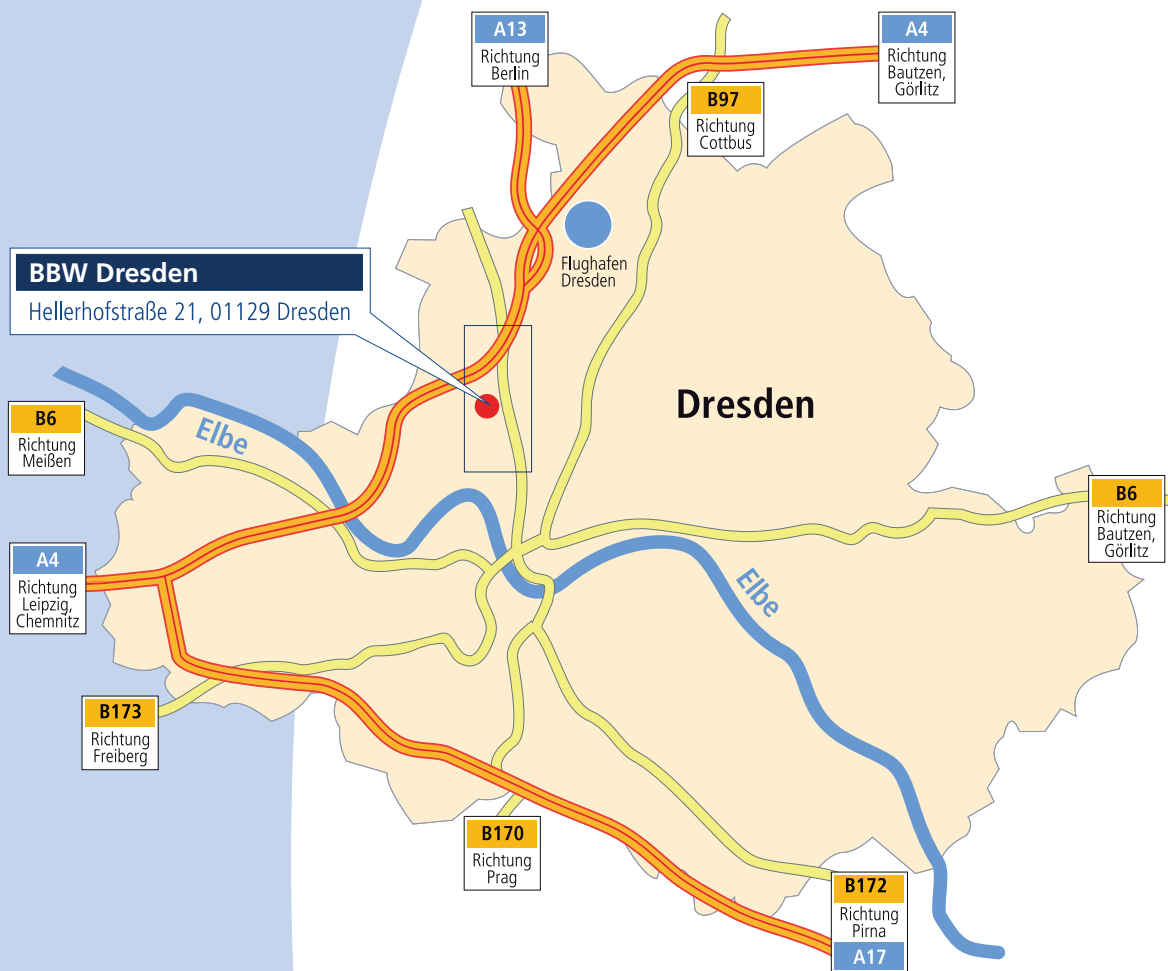 A13
Richtung
Berlin
A4
Richtung
Bautzen,
Görlitz
B97
Richtung
Cottbus
Flughafen
Dresden
BBW Dresden
Hellerhofstraße 21, 01129 Dresden
Dresden
B6
Richtung
Meißen
Elbe
B6
Richtung
Bautzen,
Görlitz
A4
Richtung
Leipzig,
Chemnitz
Elbe
B173
Richtung
Freiberg
B170
Richtung
Prag
B172
Richtung
Pirna
A17